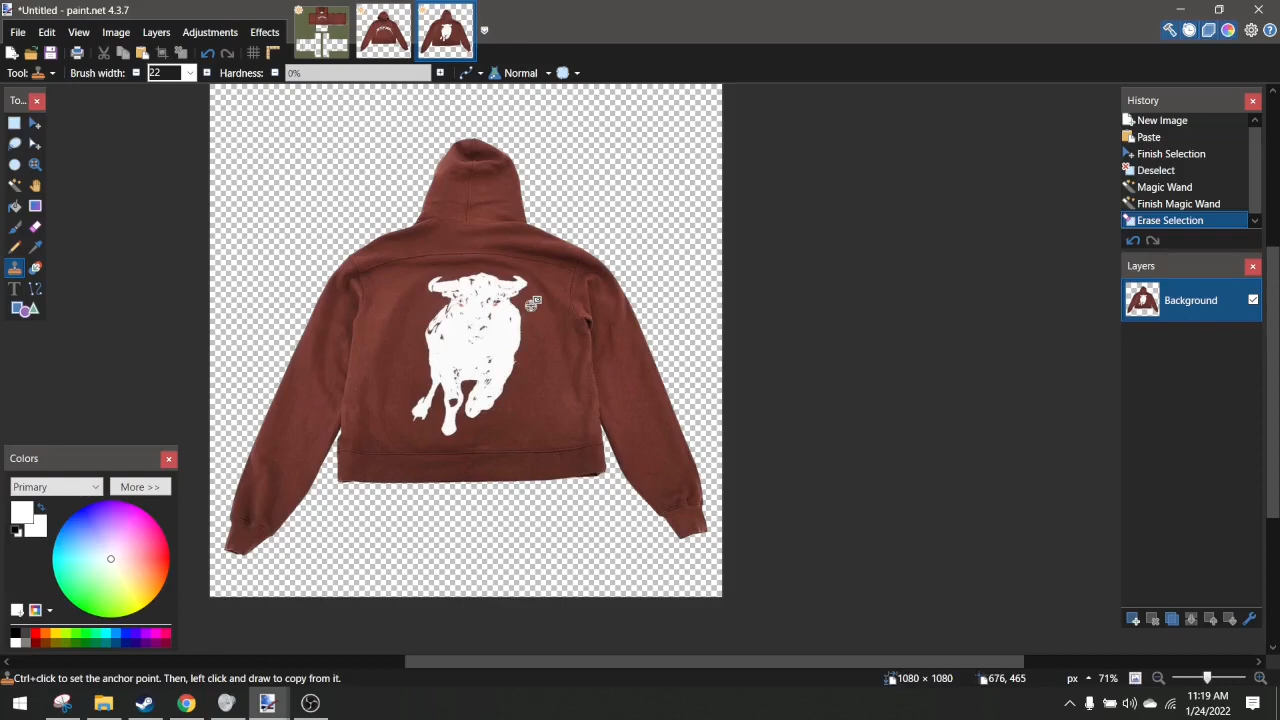 *Untitled - paint.net 4.3.7
File Edit View Image Layers Adjustments Effects
Tool: Brush width: 22 Hardness: 0% Normal
To...
History
New Image
Paste
Finish Selection
Deselect
Magic Wand
Finish Magic Wand
Erase Selection
Layers
Background
Colors
Primary More >>
Ctrl+click to set the anchor point. Then, left click and draw to copy from it. 1080 × 1080 676, 465 px 71%
11:19 AM
1/24/2022